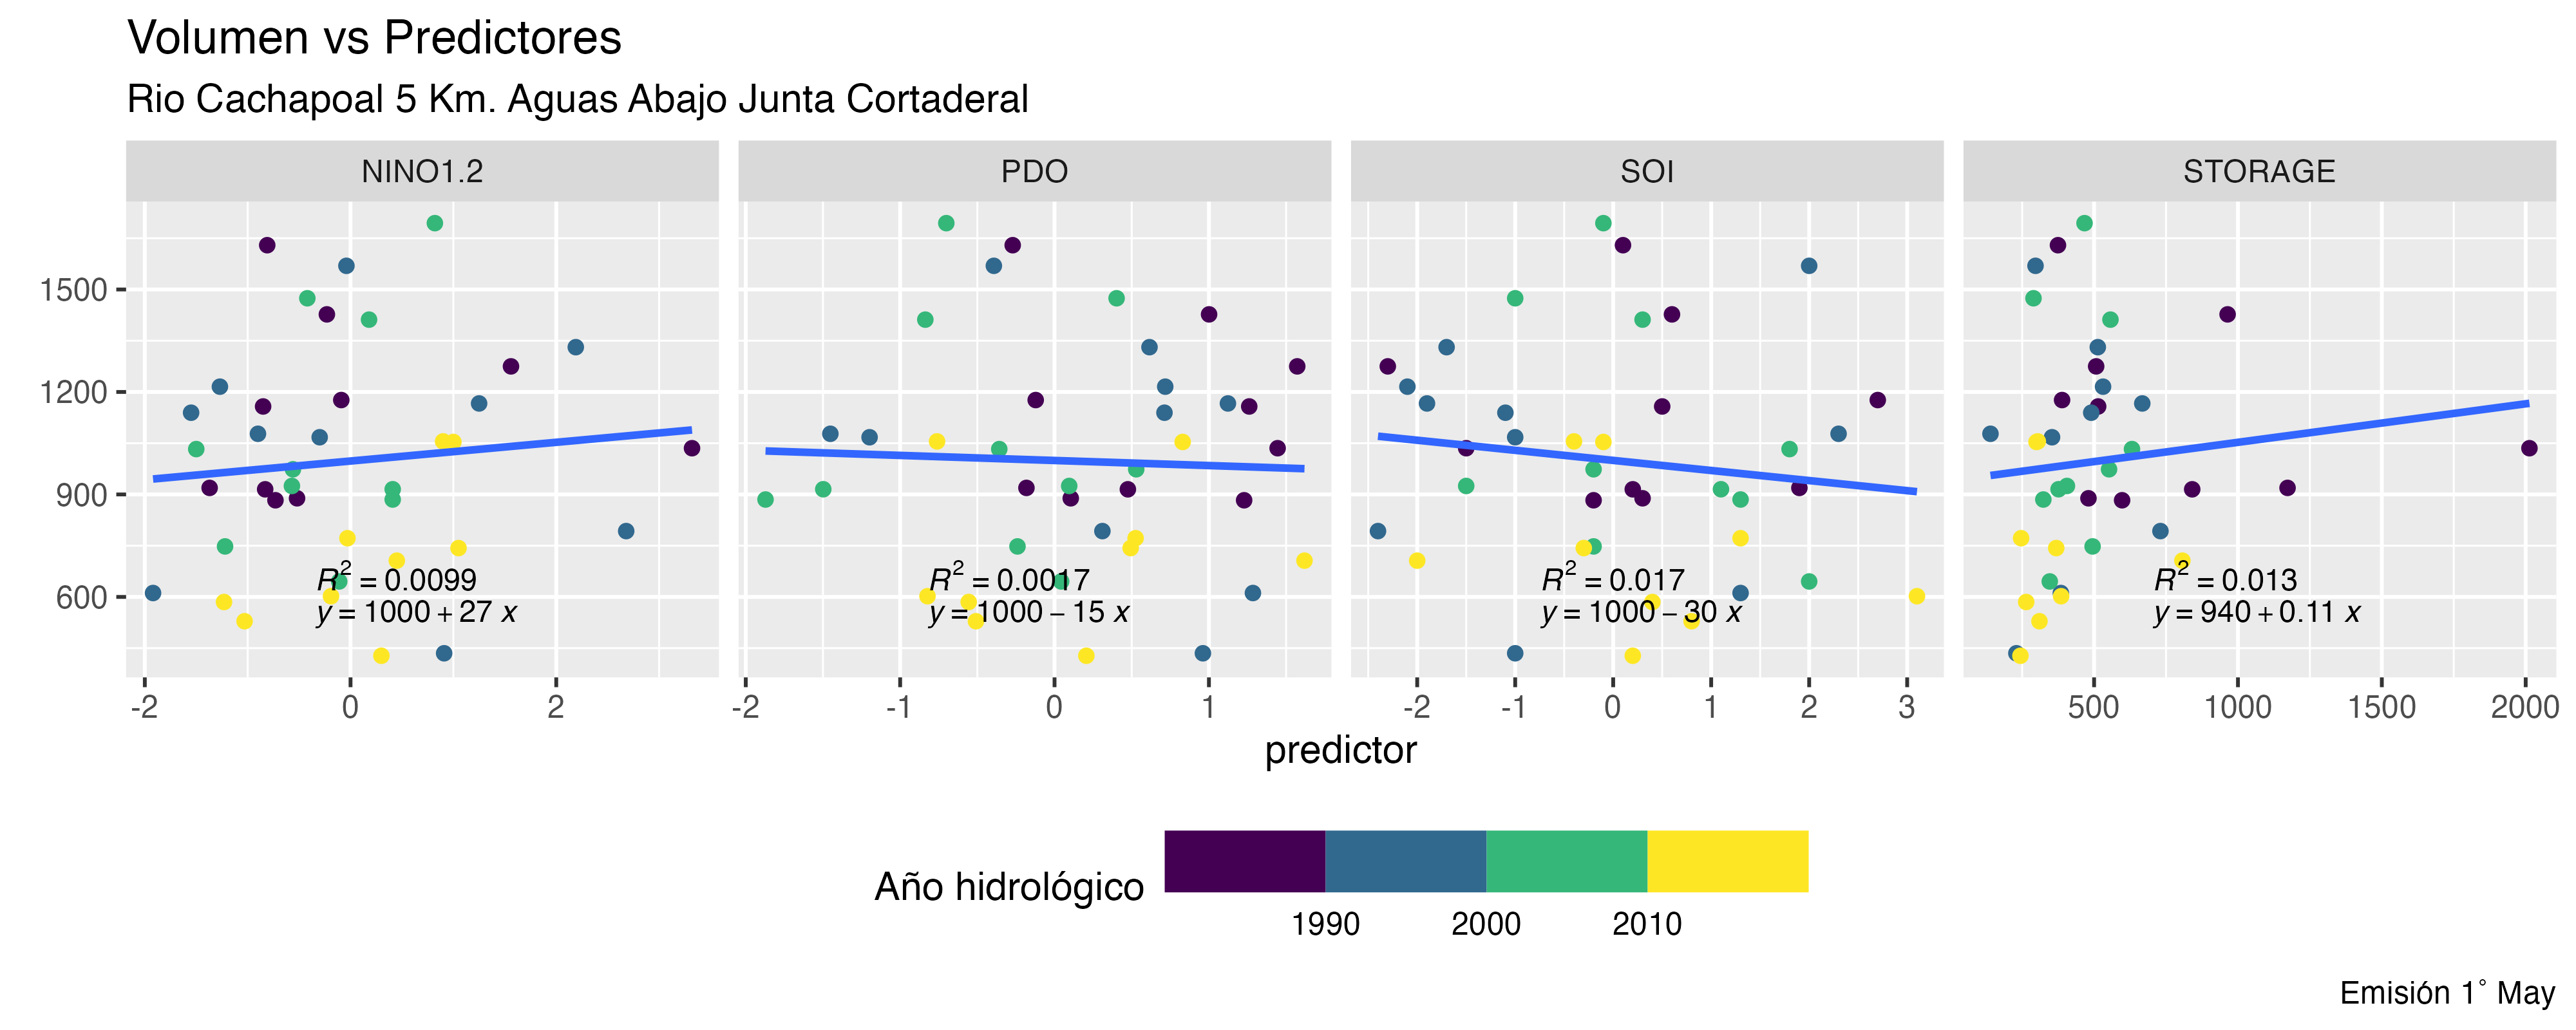 Volumen vs Predictores
Rio Cachapoal 5 Km. Aguas Abajo Junta Cortaderal
NINO1.2 PDO SOI STORAGE
1500
1200
900
600
R² = 0.0099
y = 1000 + 27 x
R² = 0.0017
y = 1000 − 15 x
R² = 0.017
y = 1000 − 30 x
R² = 0.013
y = 940 + 0.11 x
-2 0 2 -2 -1 0 1 -2 -1 0 1 2 3 500 1000 1500 2000
predictor
Año hidrológico
1990 2000 2010
Emisión 1° May